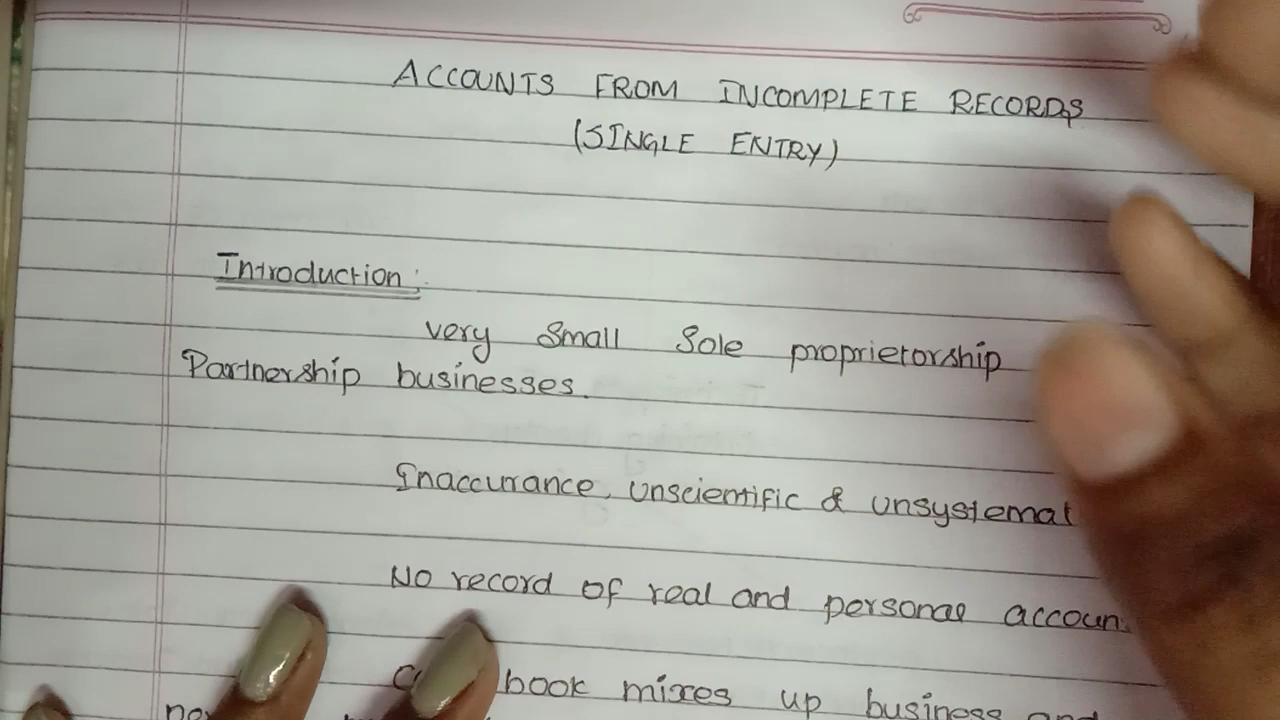 ACCOUNTS FROM INCOMPLETE RECORDS
(SINGLE ENTRY)
Introduction:
very Small Sole proprietorship
Partnership businesses.
Inaccurance, unscientific & unsystemat
No record of real and personal accoun
book mixes up business and